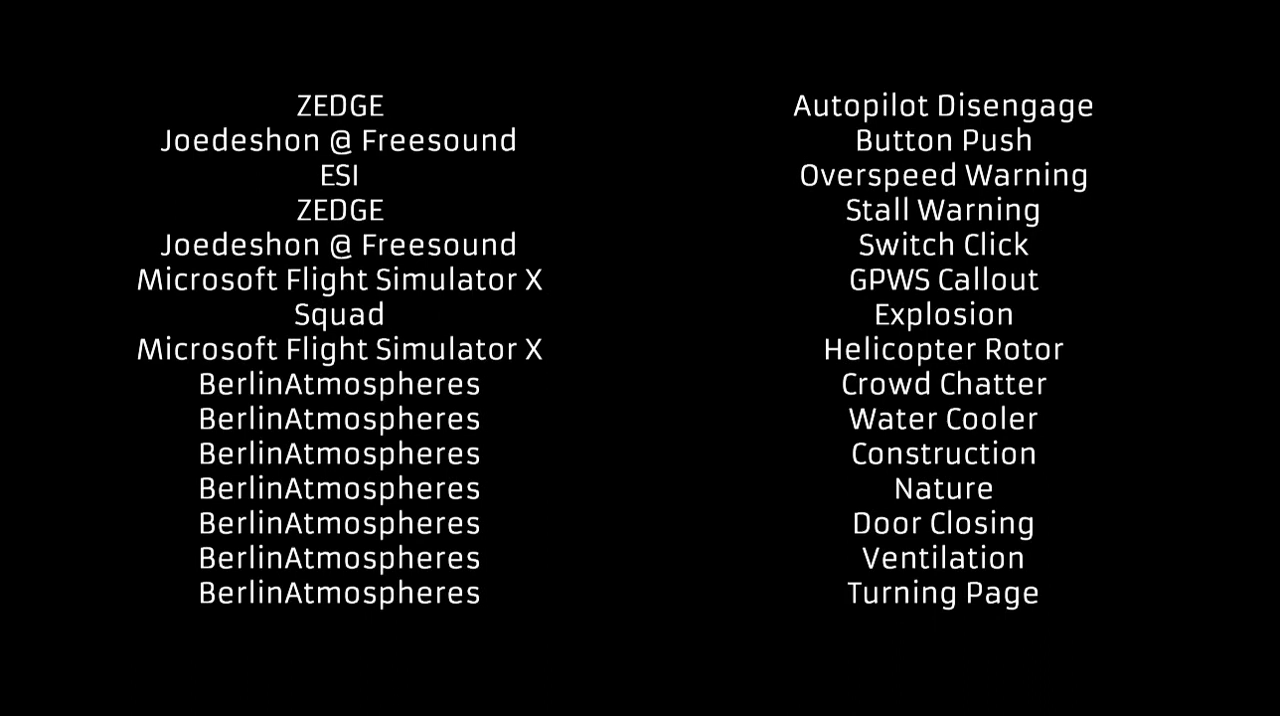 ZEDGE Autopilot Disengage
Joedeshon @ Freesound Button Push
ESI Overspeed Warning
ZEDGE Stall Warning
Joedeshon @ Freesound Switch Click
Microsoft Flight Simulator X GPWS Callout
Squad Explosion
Microsoft Flight Simulator X Helicopter Rotor
BerlinAtmospheres Crowd Chatter
BerlinAtmospheres Water Cooler
BerlinAtmospheres Construction
BerlinAtmospheres Nature
BerlinAtmospheres Door Closing
BerlinAtmospheres Ventilation
BerlinAtmospheres Turning Page